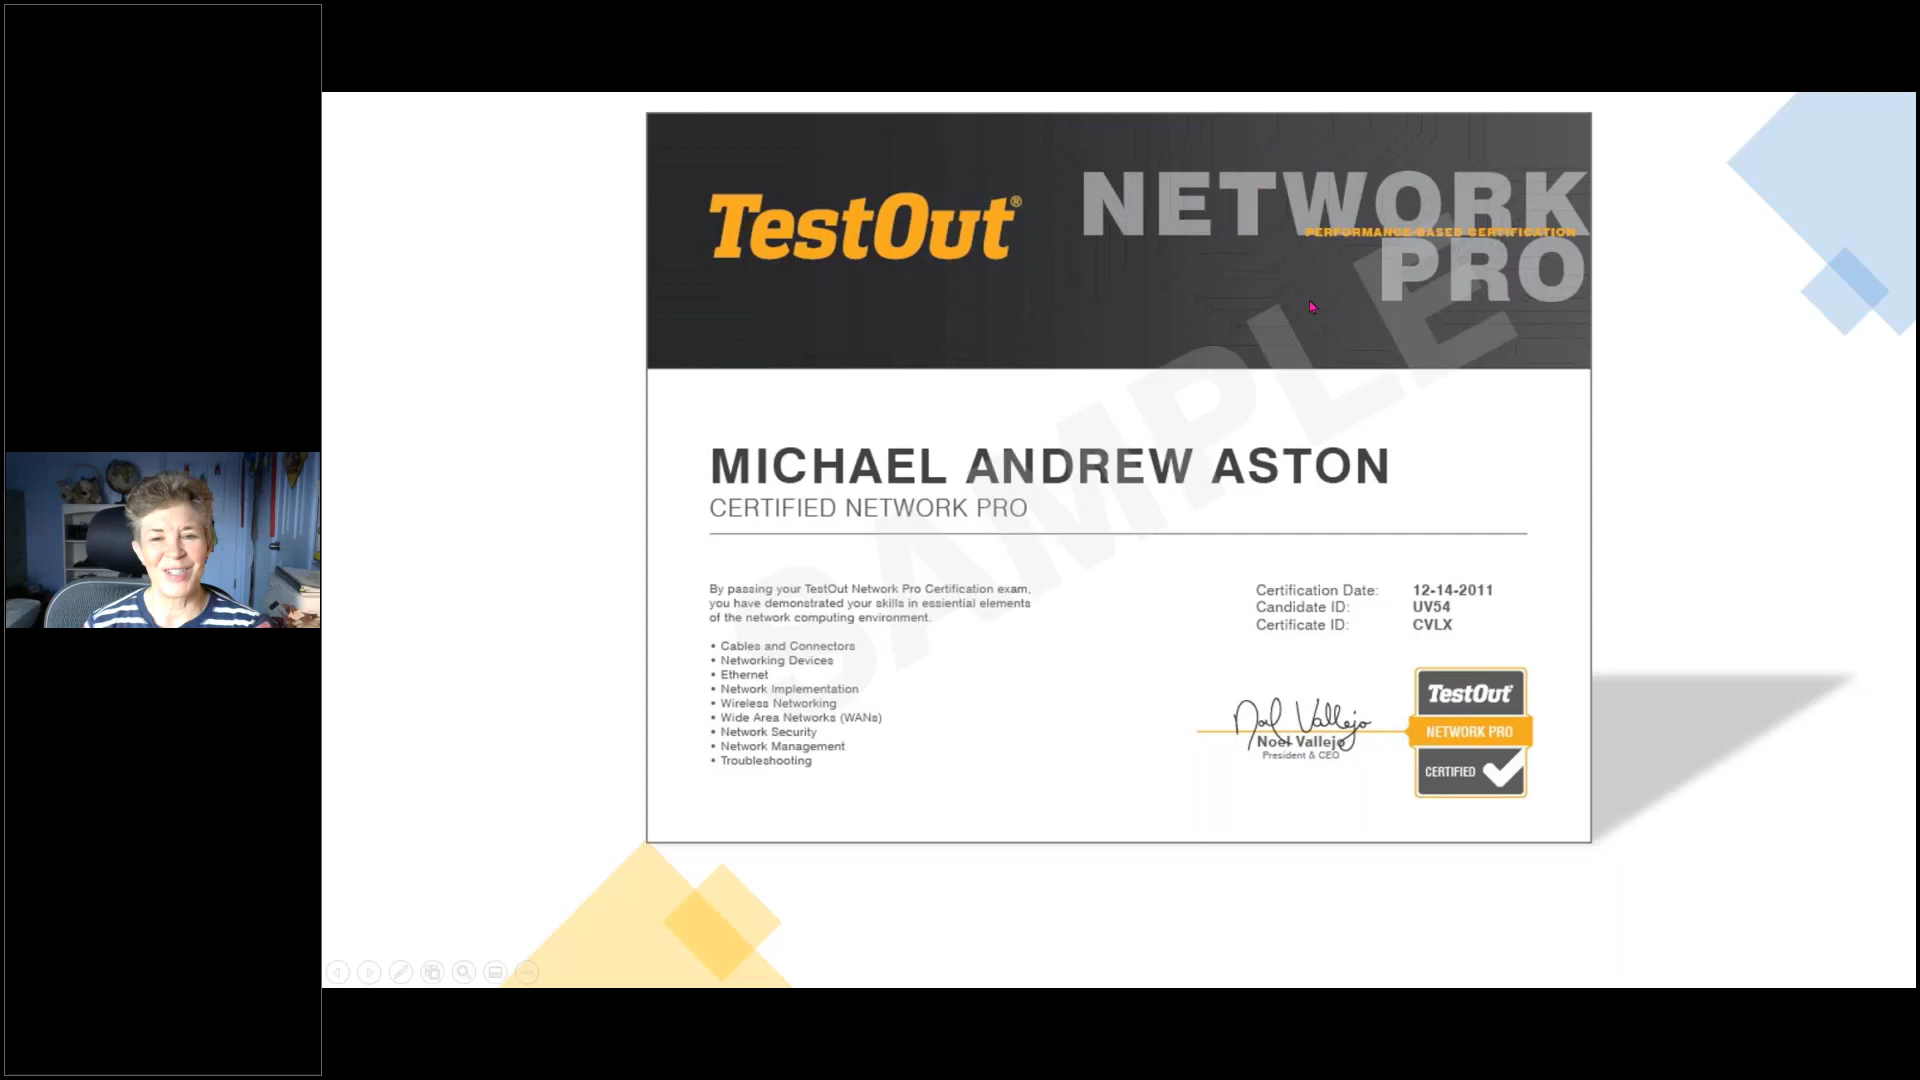 TestOut®
NETWORK
PERFORMANCE-BASED CERTIFICATION
PRO
SAMPLE
MICHAEL ANDREW ASTON
CERTIFIED NETWORK PRO
By passing your TestOut Network Pro Certification exam,
you have demonstrated your skills in essiential elements
of the network computing environment.
• Cables and Connectors
• Networking Devices
• Ethernet
• Network Implementation
• Wireless Networking
• Wide Area Networks (WANs)
• Network Security
• Network Management
• Troubleshooting
Certification Date: 12-14-2011
Candidate ID: UV54
Certificate ID: CVLX
Noel Vallejo
Noel Vallejo
President & CEO
TestOut
NETWORK PRO
CERTIFIED